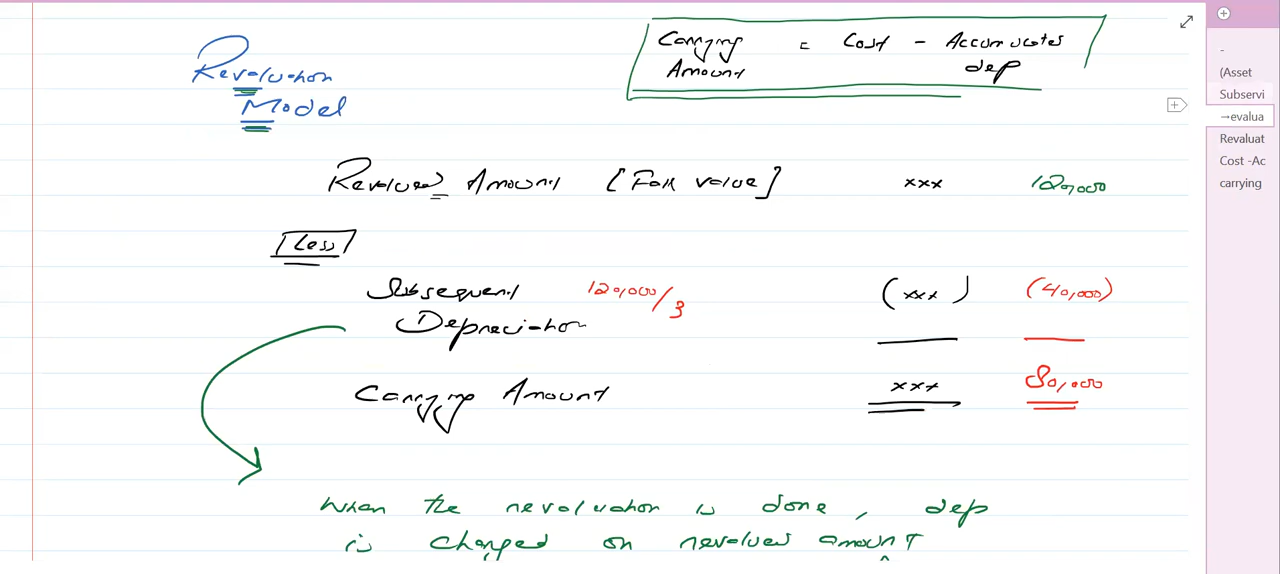 Carrying = Cost - Accumulated
Amount dep
Revaluation
Model
Revalued Amount [Fair value] xxx 120,000
Less
Subsequent 120,000/3 (xxx) (40,000)
Depreciation
Carrying Amount xxx 80,000
When the revaluation is done, dep
is charged on revalued amount
-
(Asset
Subservi
→evalua
Revaluat
Cost -Ac
carrying